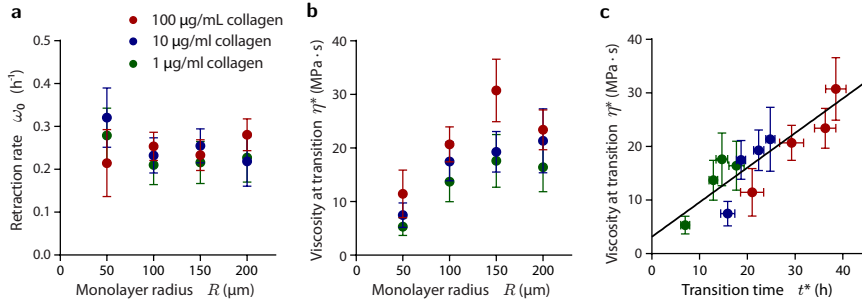 a
100 µg/mL collagen
10 µg/ml collagen
1 µg/ml collagen
Retraction rate ω₀ (h⁻¹)
0.5
0.4
0.3
0.2
0.1
0.0
0 50 100 150 200
Monolayer radius R (µm)
b
Viscosity at transition η* (MPa · s)
40
30
20
10
0
0 50 100 150 200
Monolayer radius R (µm)
c
Viscosity at transition η* (MPa · s)
40
30
20
10
0
0 10 20 30 40
Transition time t* (h)